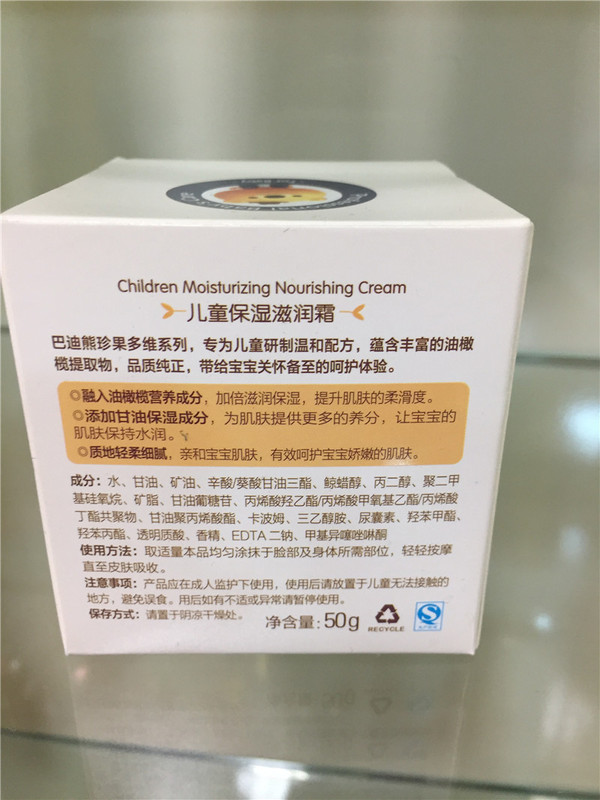 Children Moisturizing Nourishing Cream
儿童保湿滋润霜
巴迪熊珍果多维系列，专为儿童研制温和配方，蕴含丰富的油橄
榄提取物，品质纯正，带给宝宝关怀备至的呵护体验。
融入油橄榄营养成分，加倍滋润保湿，提升肌肤的柔滑度。
添加甘油保湿成分，为肌肤提供更多的养分，让宝宝的
肌肤保持水润。
质地轻柔细腻，亲和宝宝肌肤，有效呵护宝宝娇嫩的肌肤。
成分：水、甘油、矿油、辛酸/葵酸甘油三酯、鲸蜡醇、丙二醇、聚二甲
基硅氧烷、矿脂、甘油葡糖苷、丙烯酸羟乙酯/丙烯酸甲氧基乙酯/丙烯酸
丁酯共聚物、甘油聚丙烯酸酯、卡波姆、三乙醇胺、尿囊素、羟苯甲酯、
羟苯丙酯、透明质酸、香精、EDTA 二钠、甲基异噻唑啉酮
使用方法：取适量本品均匀涂抹于脸部及身体所需部位，轻轻按摩
直至皮肤吸收。
注意事项：产品应在成人监护下使用，使用后请放置于儿童无法接触的
地方，避免误食。用后如有不适或异常请暂停使用。
保存方式：请置于阴凉干燥处。
净含量：50g
RECYCLE